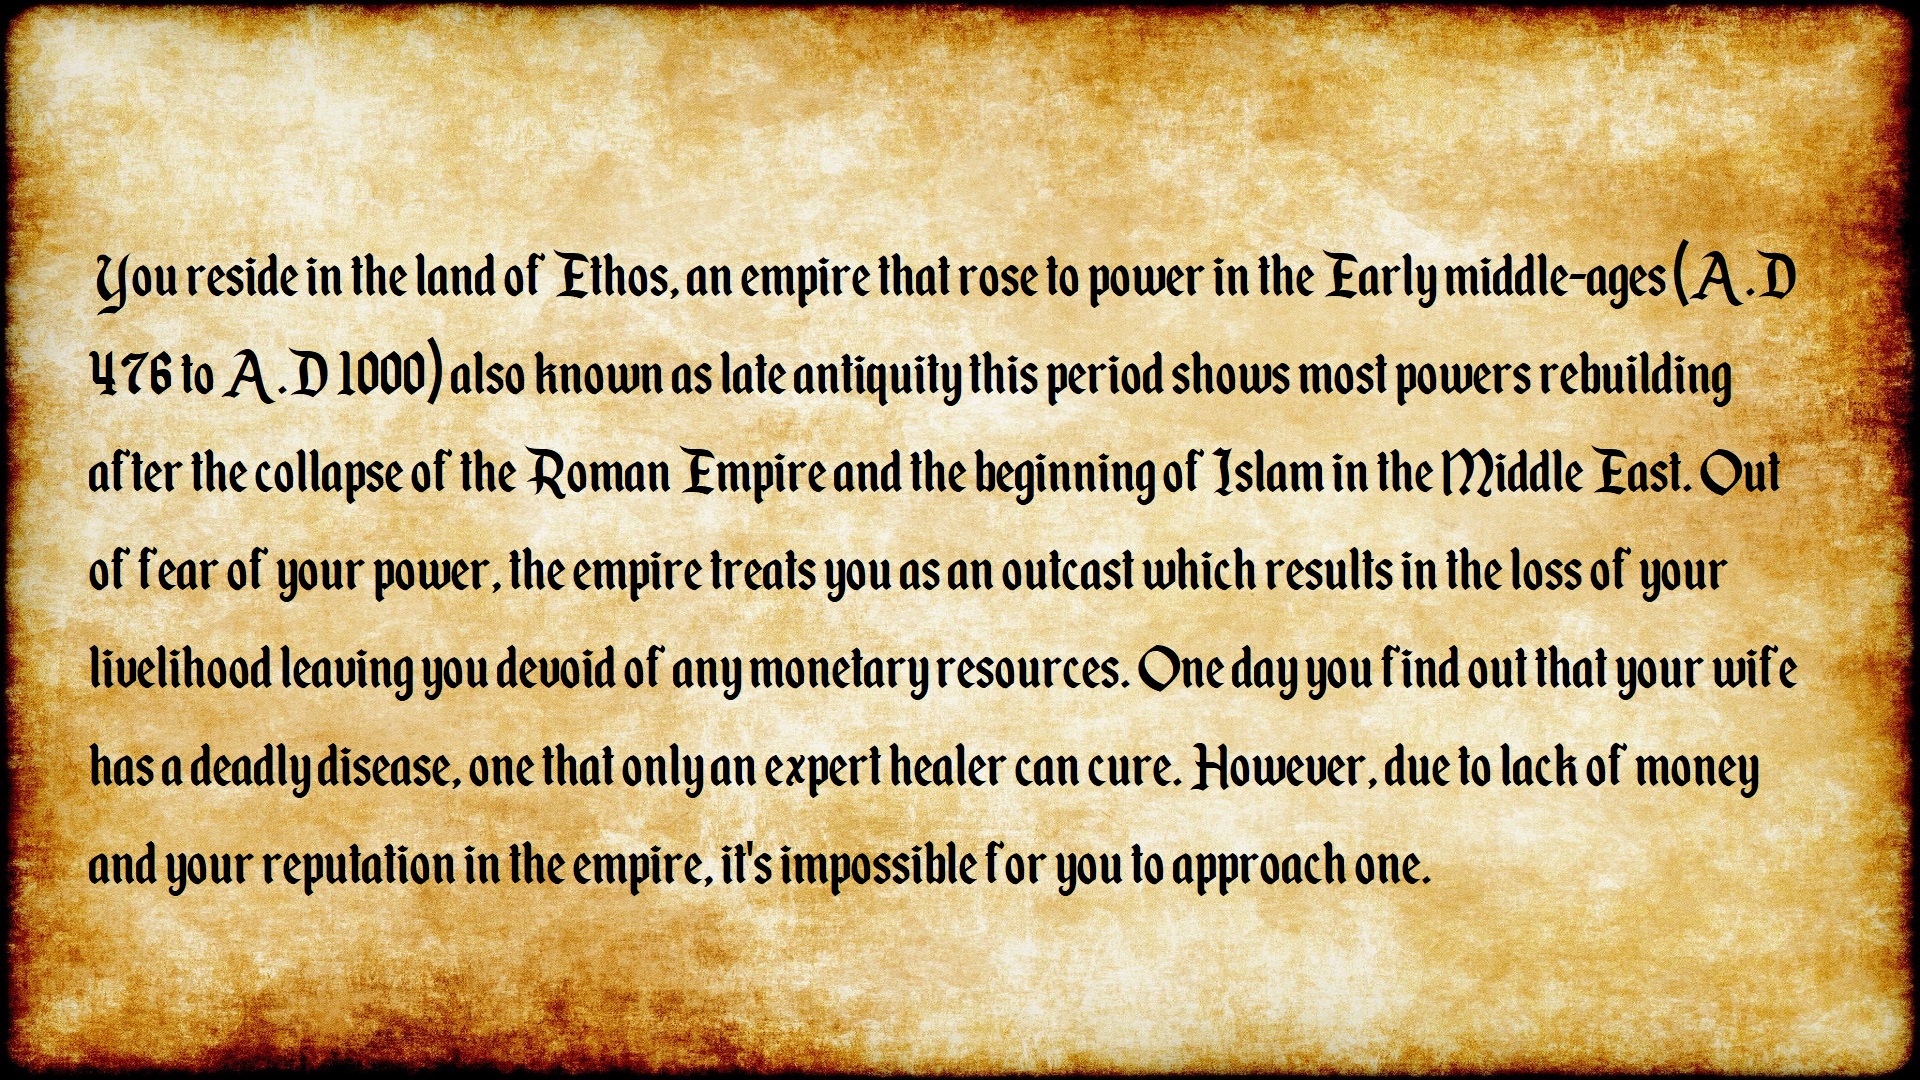 You reside in the land of Ethos, an empire that rose to power in the Early middle-ages (A.D
476 to A.D 1000) also known as late antiquity this period shows most powers rebuilding
after the collapse of the Roman Empire and the beginning of Islam in the Middle East. Out
of fear of your power, the empire treats you as an outcast which results in the loss of your
livelihood leaving you devoid of any monetary resources. One day you find out that your wife
has a deadly disease, one that only an expert healer can cure. However, due to lack of money
and your reputation in the empire, it's impossible for you to approach one.